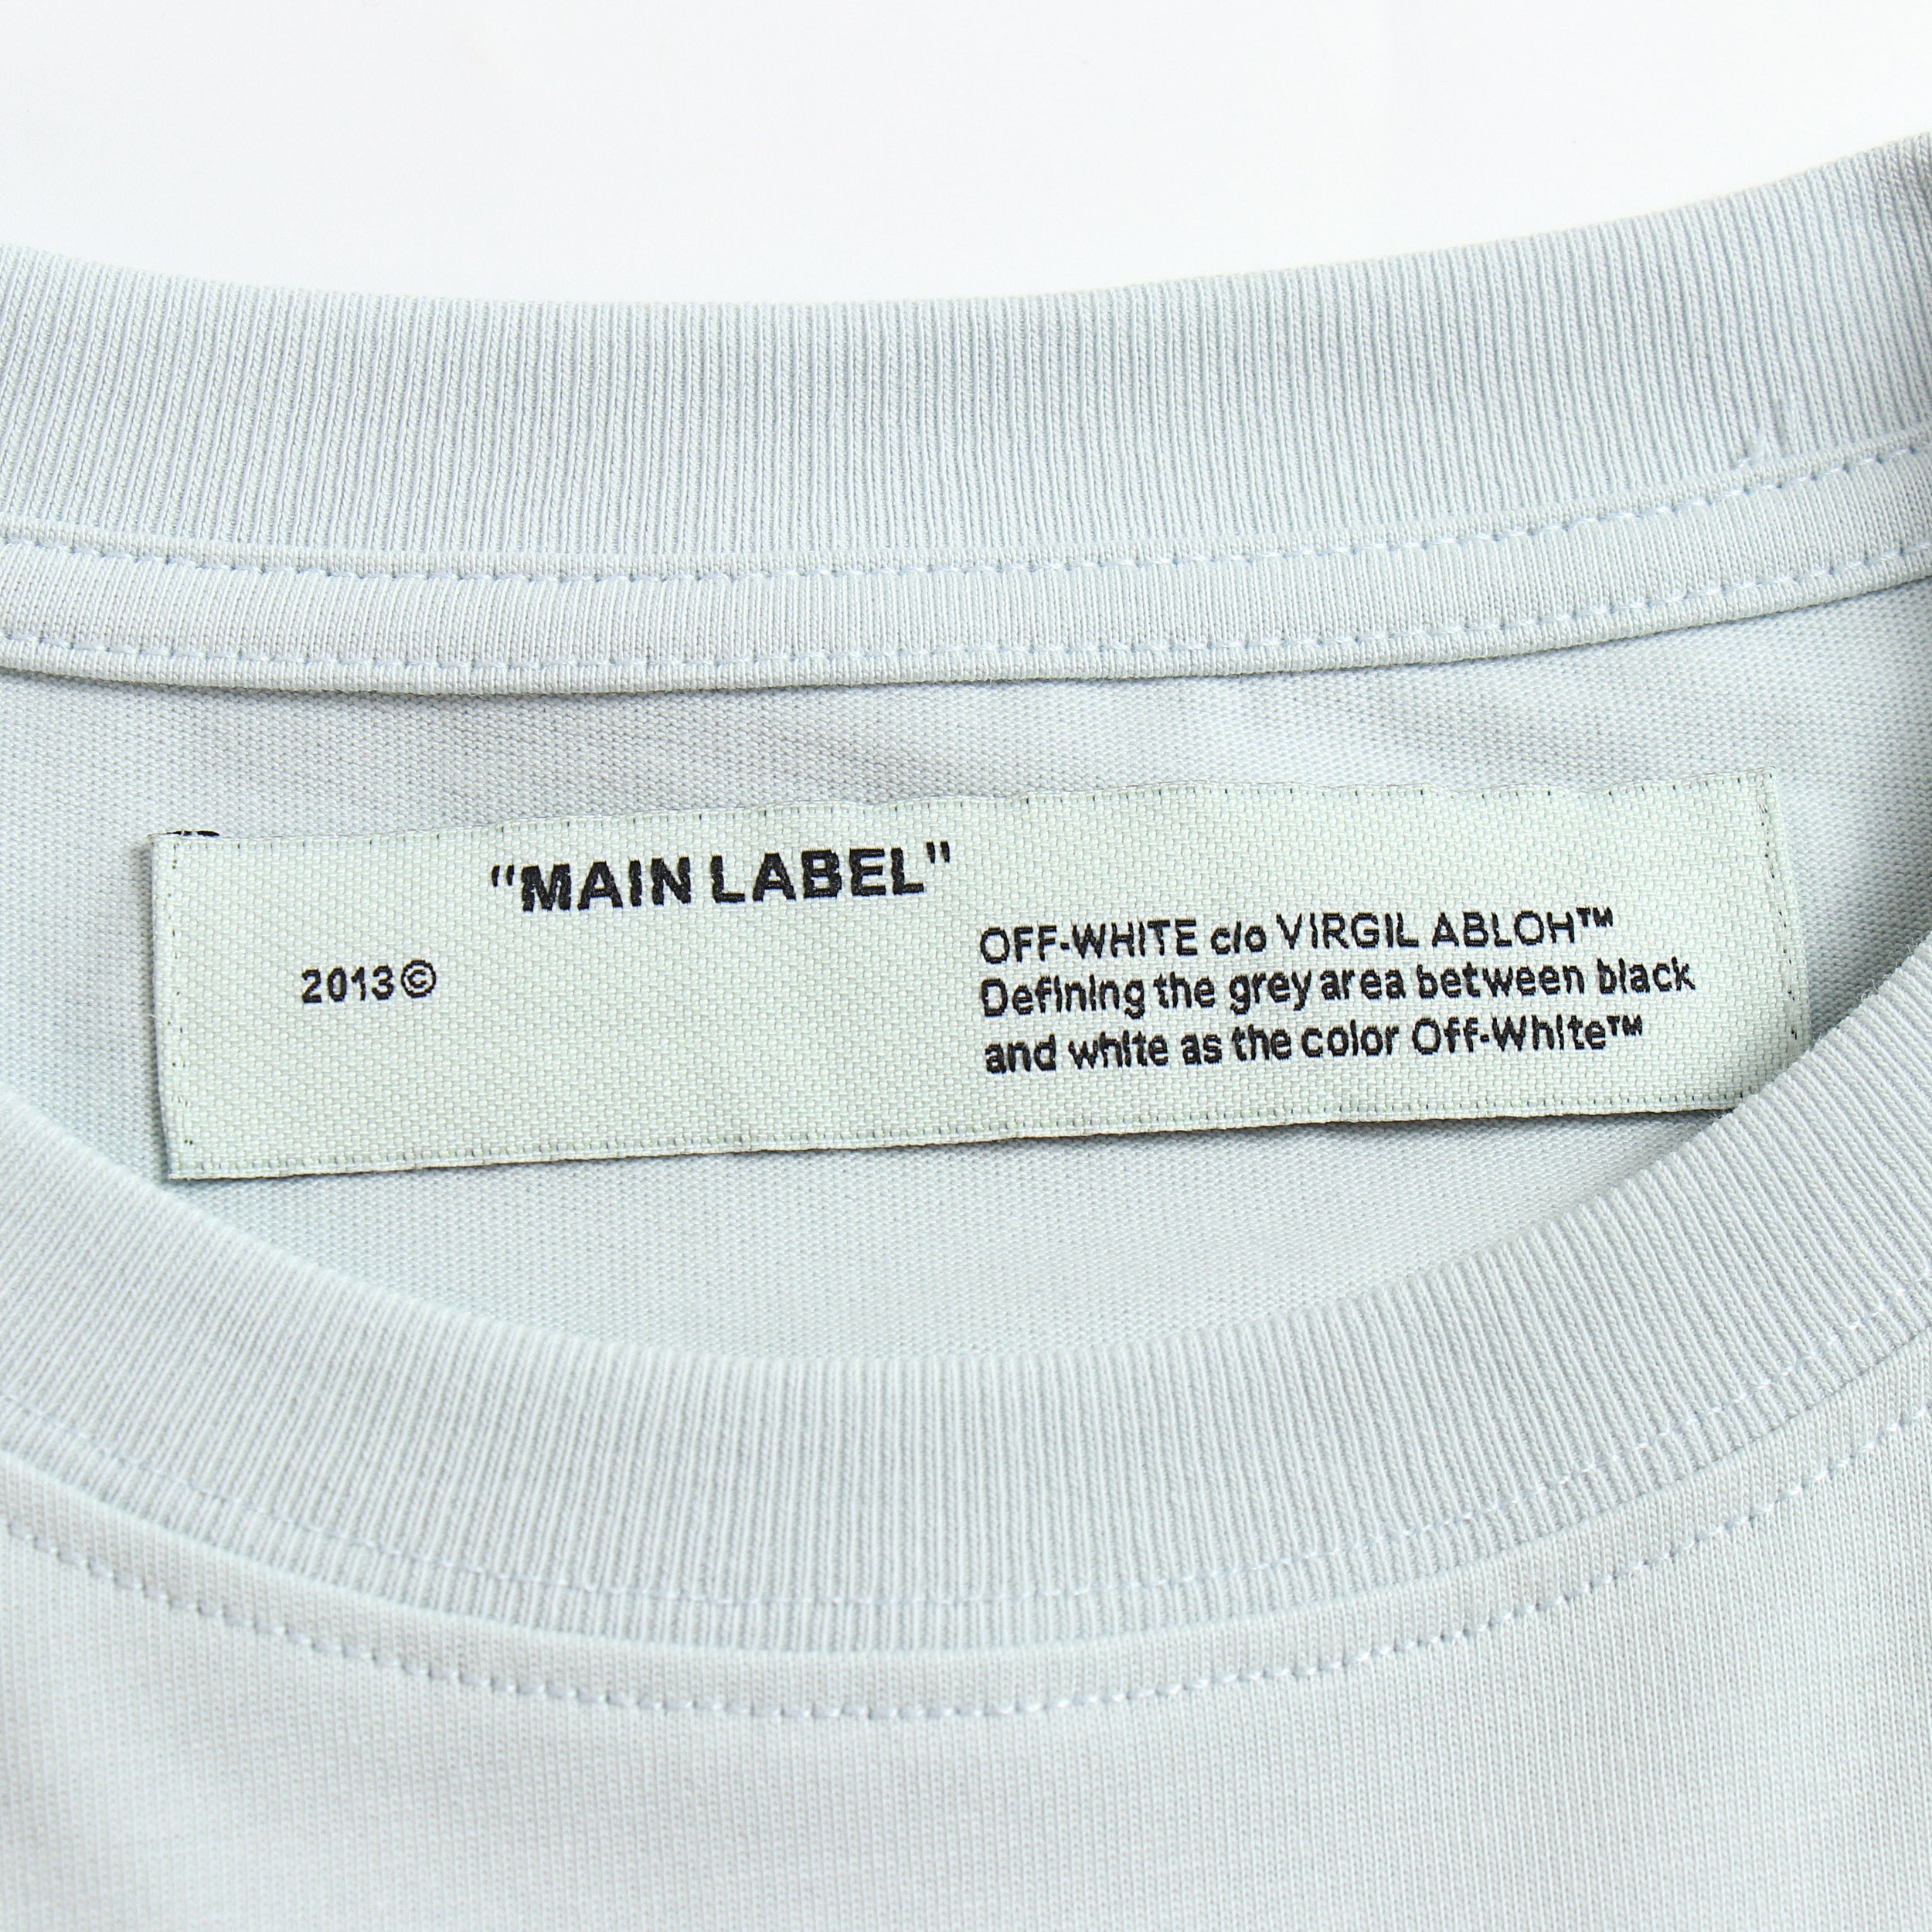 "MAIN LABEL"
2013©
OFF-WHITE c/o VIRGIL ABLOH™
Defining the grey area between black
and white as the color Off-White™